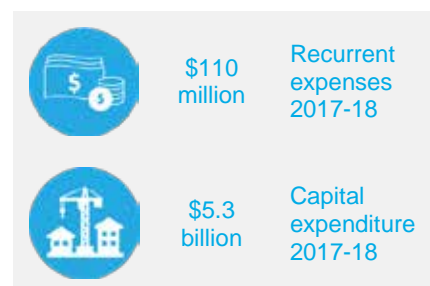 $110
million
Recurrent
expenses
2017-18
$5.3
billion
Capital
expenditure
2017-18